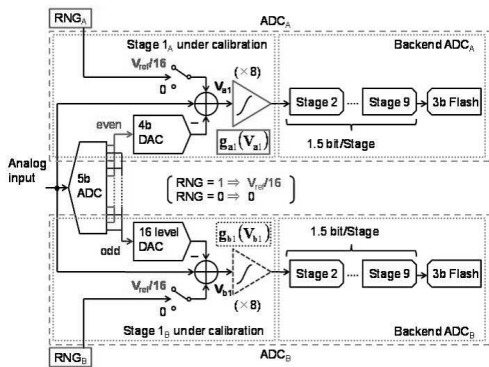 RNG_A
ADC_A
Stage 1_A under calibration
Backend ADC_A
V_ref/16
0
V_a1
(×8)
even
4b DAC
g_a1(V_a1)
Stage 2
Stage 9
3b Flash
1.5 bit/Stage
Analog input
5b ADC
RNG = 1 ⇒ V_ref/16
RNG = 0 ⇒ 0
odd
16 level DAC
g_b1(V_b1)
1.5 bit/Stage
Stage 2
Stage 9
3b Flash
V_ref/16
0
V_b1
(×8)
Stage 1_B under calibration
Backend ADC_B
RNG_B
ADC_B